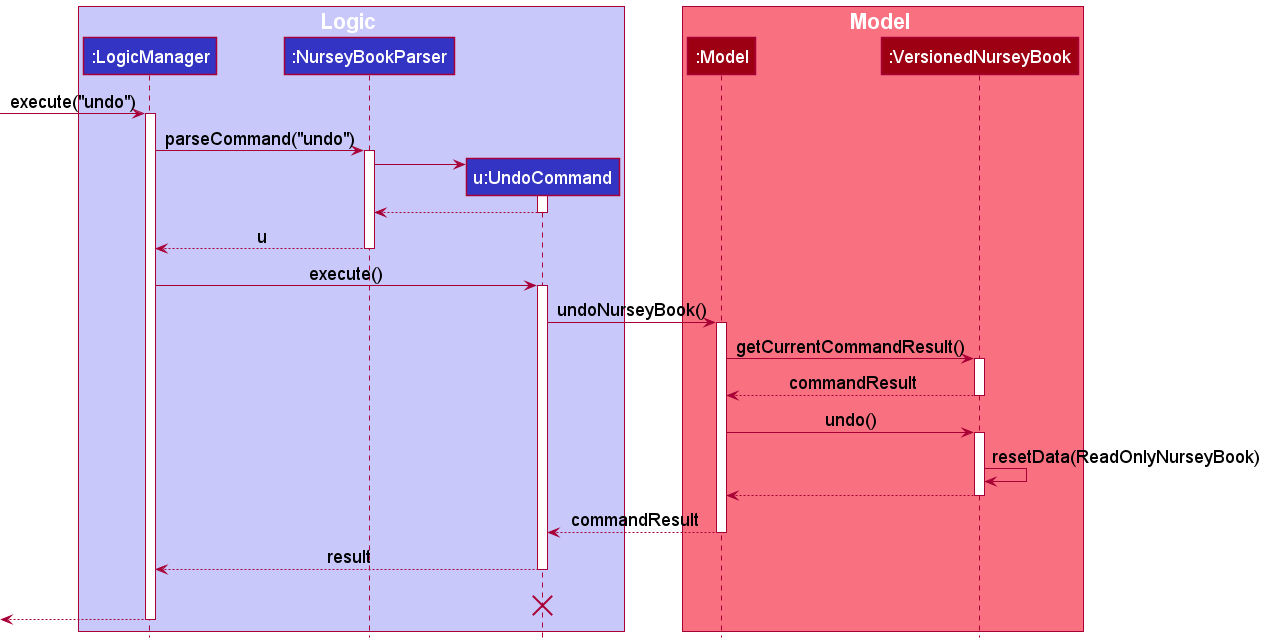 Logic
Model
:LogicManager
:NurseyBookParser
:Model
:VersionedNurseyBook
execute("undo")
parseCommand("undo")
u:UndoCommand
u
execute()
undoNurseyBook()
getCurrentCommandResult()
commandResult
undo()
resetData(ReadOnlyNurseyBook)
commandResult
result